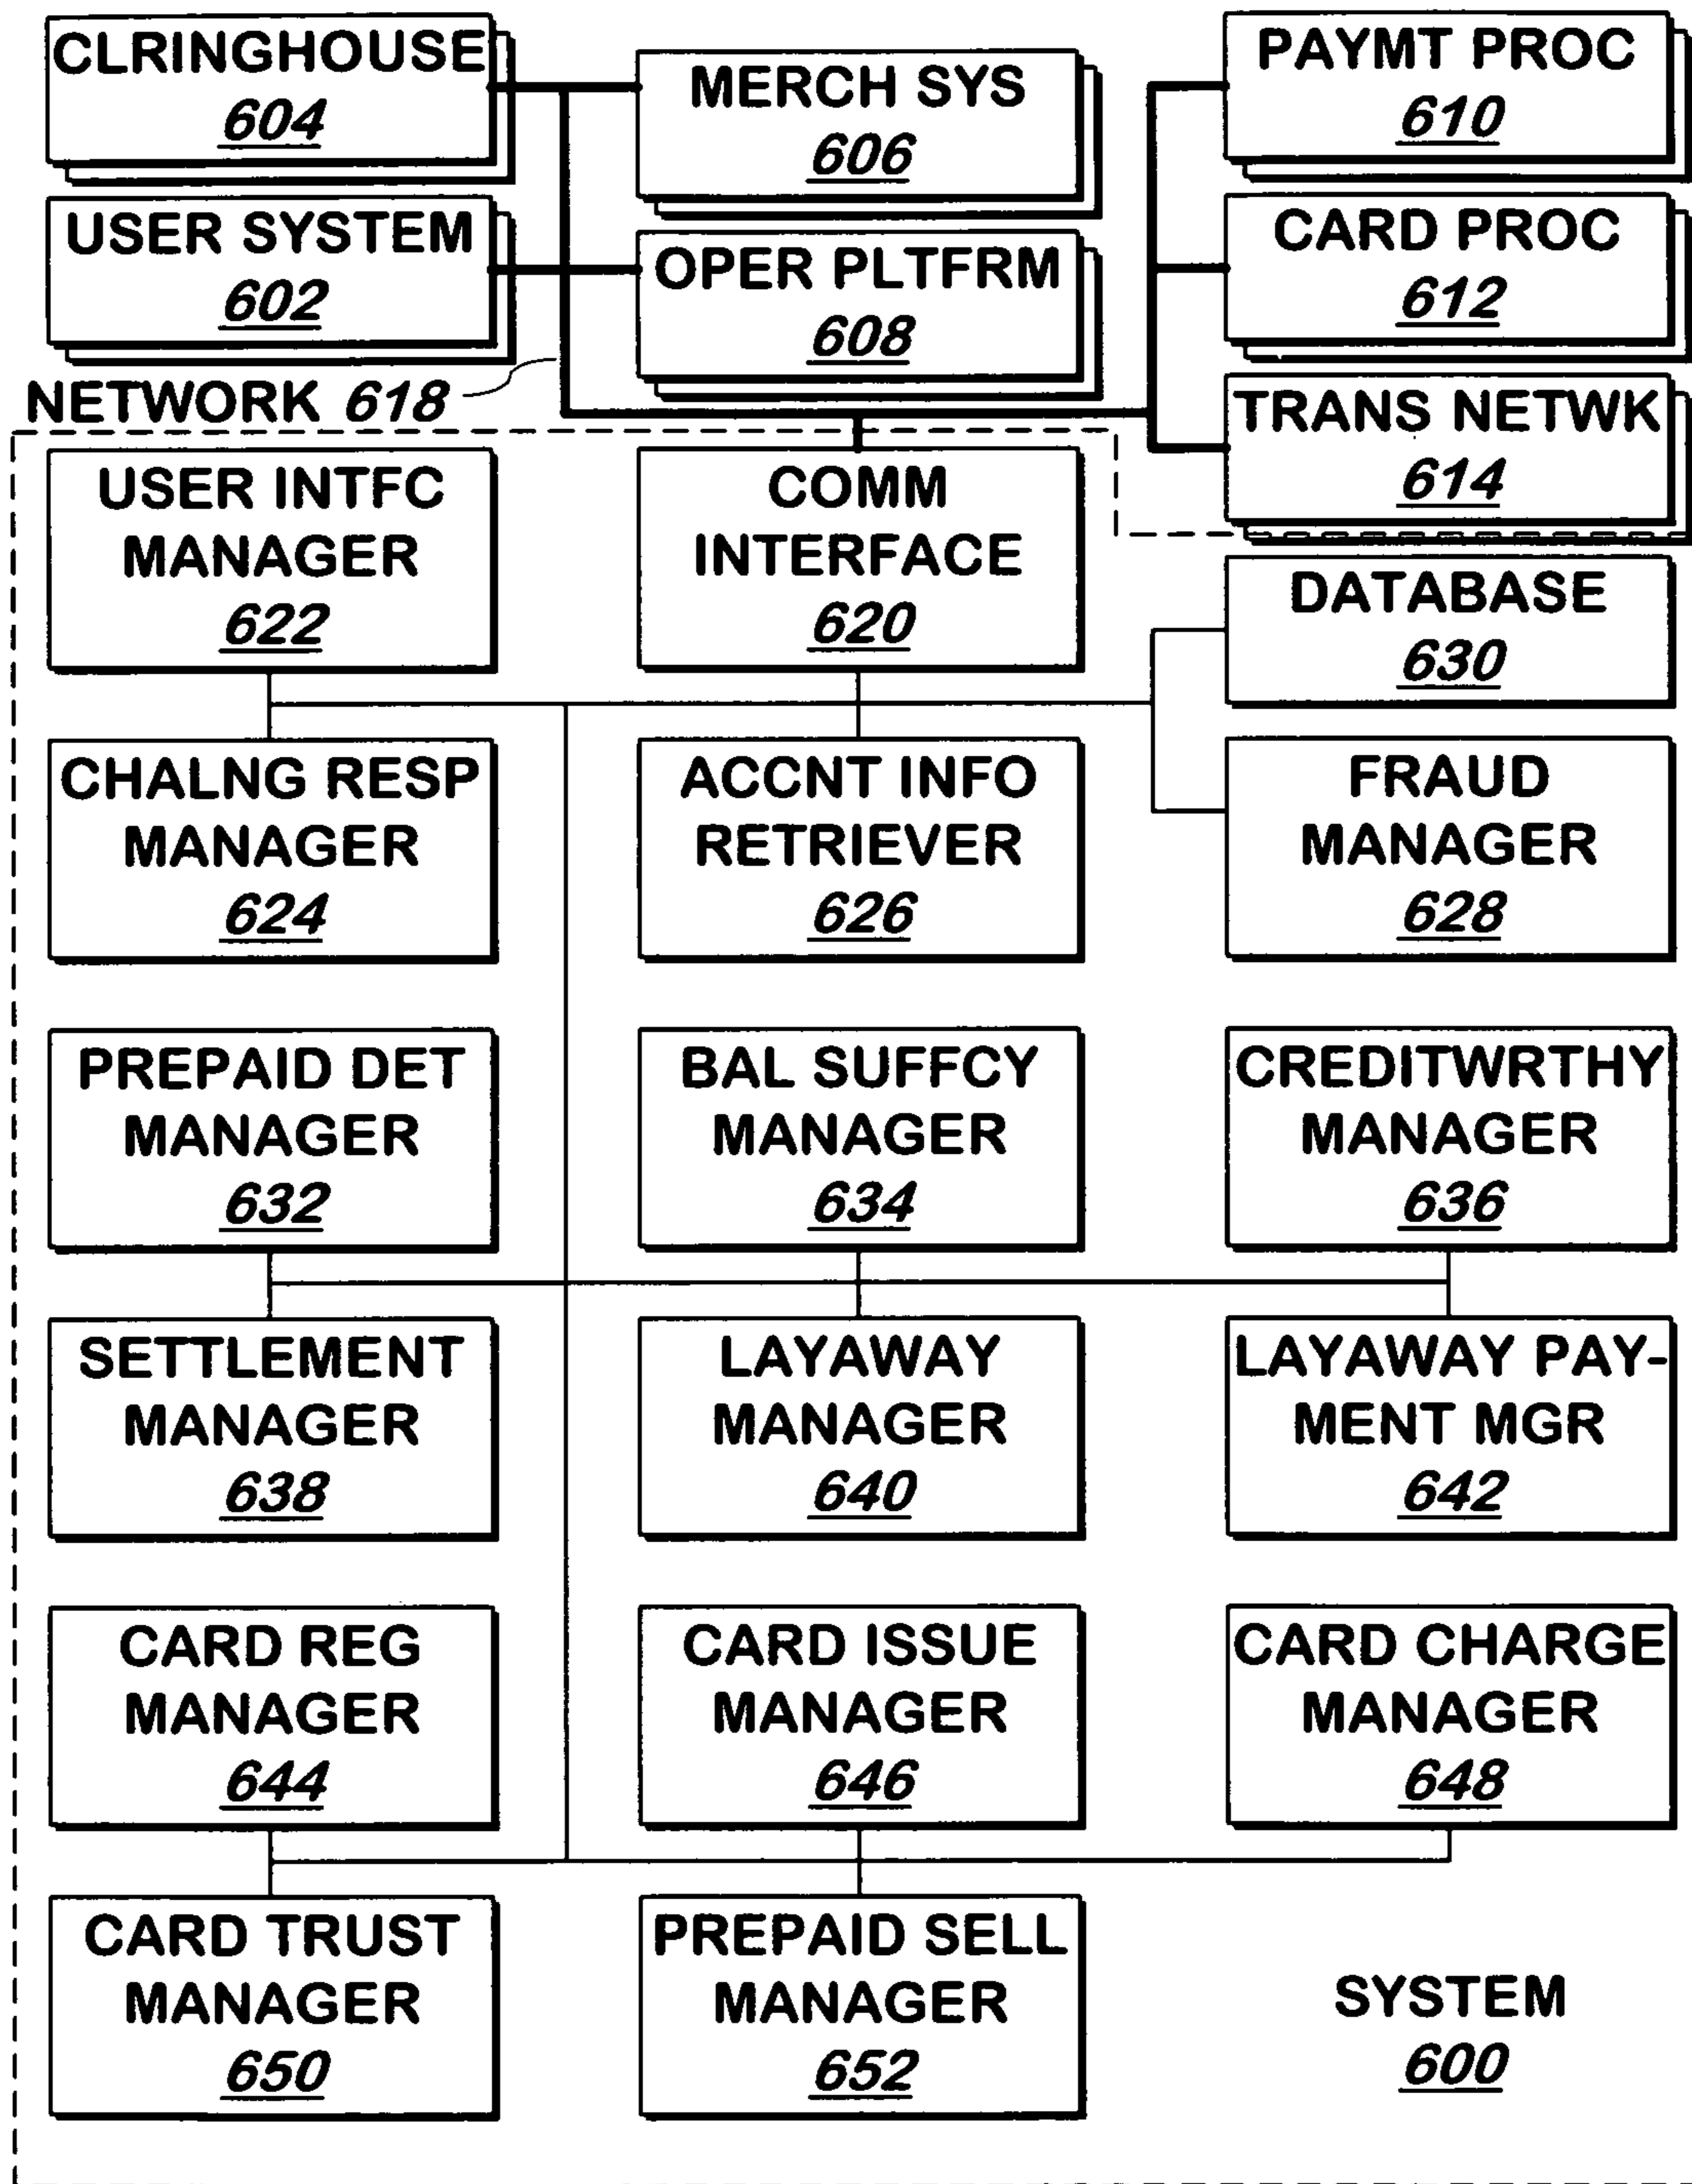 CLRINGHOUSE
604
MERCH SYS
606
PAYMT PROC
610
USER SYSTEM
602
OPER PLTFRM
608
CARD PROC
612
NETWORK 618
TRANS NETWK
614
USER INTFC
MANAGER
622
COMM
INTERFACE
620
DATABASE
630
CHALNG RESP
MANAGER
624
ACCNT INFO
RETRIEVER
626
FRAUD
MANAGER
628
PREPAID DET
MANAGER
632
BAL SUFFCY
MANAGER
634
CREDITWRTHY
MANAGER
636
SETTLEMENT
MANAGER
638
LAYAWAY
MANAGER
640
LAYAWAY PAY-
MENT MGR
642
CARD REG
MANAGER
644
CARD ISSUE
MANAGER
646
CARD CHARGE
MANAGER
648
CARD TRUST
MANAGER
650
PREPAID SELL
MANAGER
652
SYSTEM
600